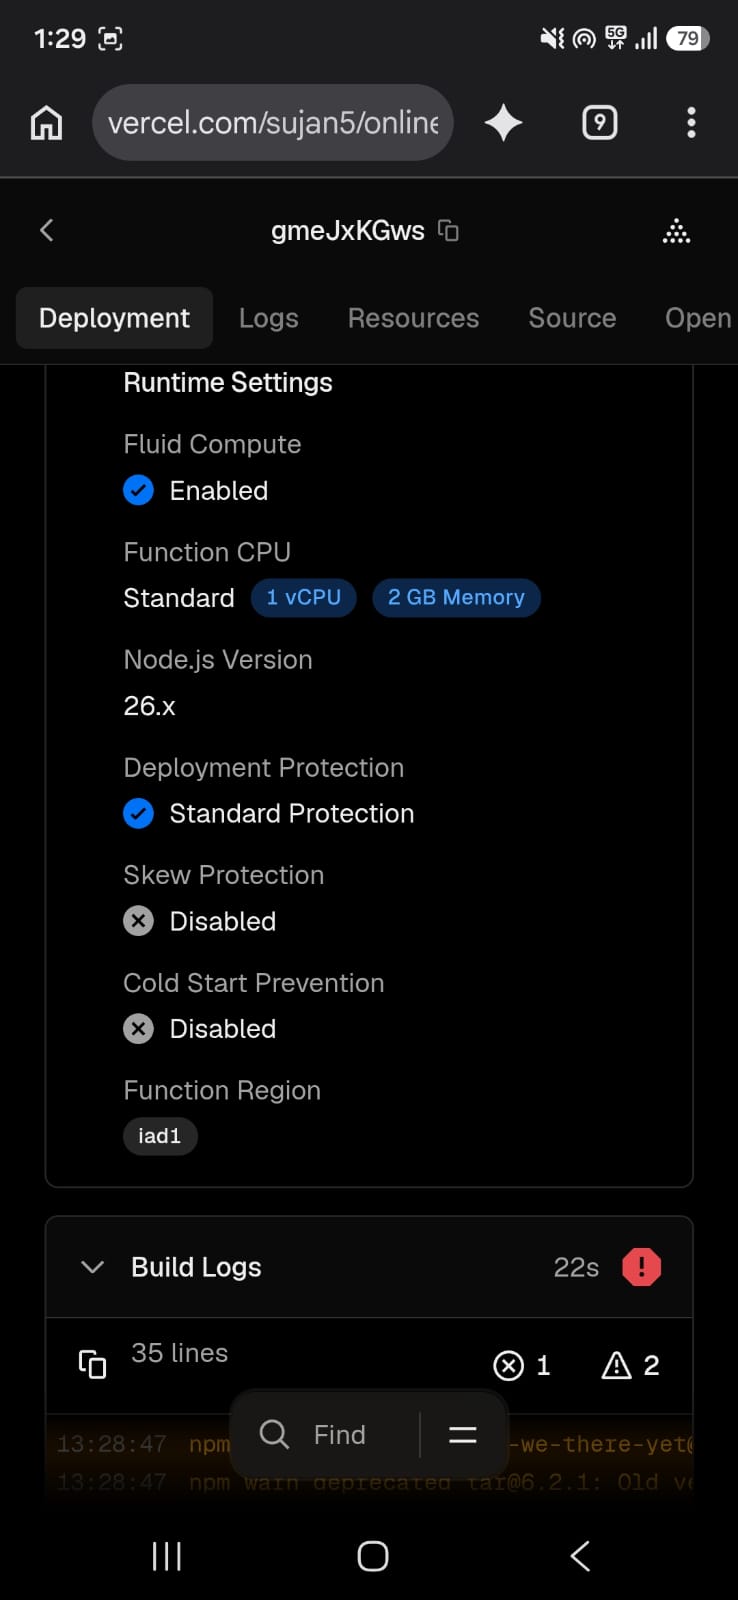 1:29
5G
79
vercel.com/sujan5/online
9
gmeJxKGws
Deployment Logs Resources Source Open
Runtime Settings
Fluid Compute
Enabled
Function CPU
Standard 1 vCPU 2 GB Memory
Node.js Version
26.x
Deployment Protection
Standard Protection
Skew Protection
Disabled
Cold Start Prevention
Disabled
Function Region
iad1
Build Logs 22s
35 lines 1 2
Find
13:28:47 npm -we-there-yet@
13:28:47 npm warn deprecated tar@6.2.1: Old ve